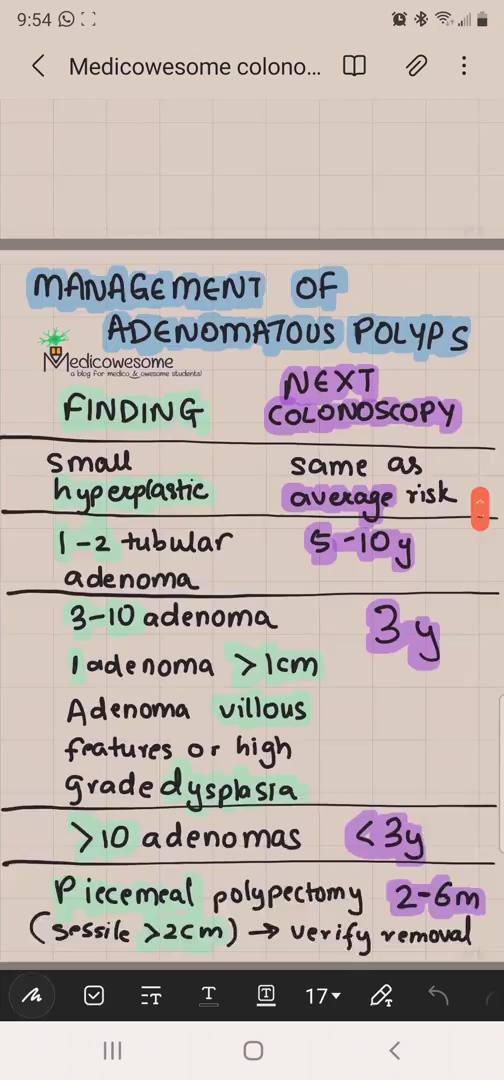 9:54
Medicowesome colono...
MANAGEMENT OF
ADENOMATOUS POLYPS
Medicowesome
a blog for medico & owesome students!
FINDING NEXT COLONOSCOPY
small hyperplastic same as average risk
1-2 tubular adenoma 5-10y
3-10 adenoma 3y
1 adenoma >1cm
Adenoma villous
features or high
grade dysplasia
>10 adenomas <3y
Piecemeal polypectomy 2-6m
(sessile >2cm) → verify removal
17